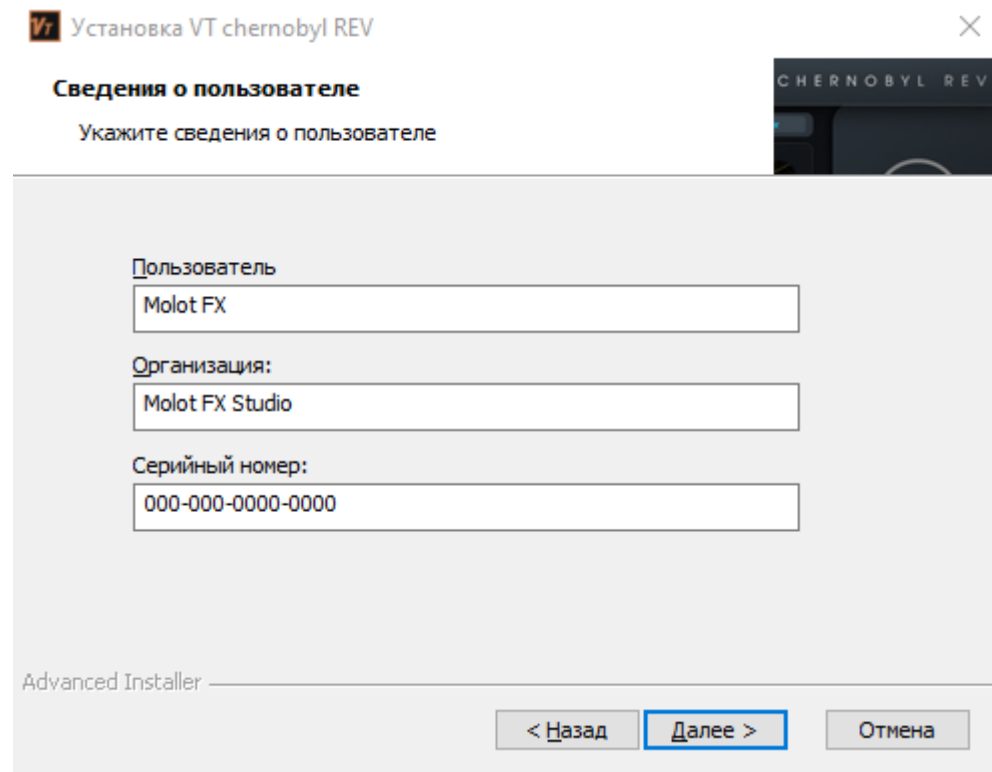 VT Установка VT chernobyl REV
CHERNOBYL REV
Сведения о пользователе
Укажите сведения о пользователе
Пользователь
Molot FX
Организация:
Molot FX Studio
Серийный номер:
000-000-0000-0000
Advanced Installer
< Назад
Далее >
Отмена